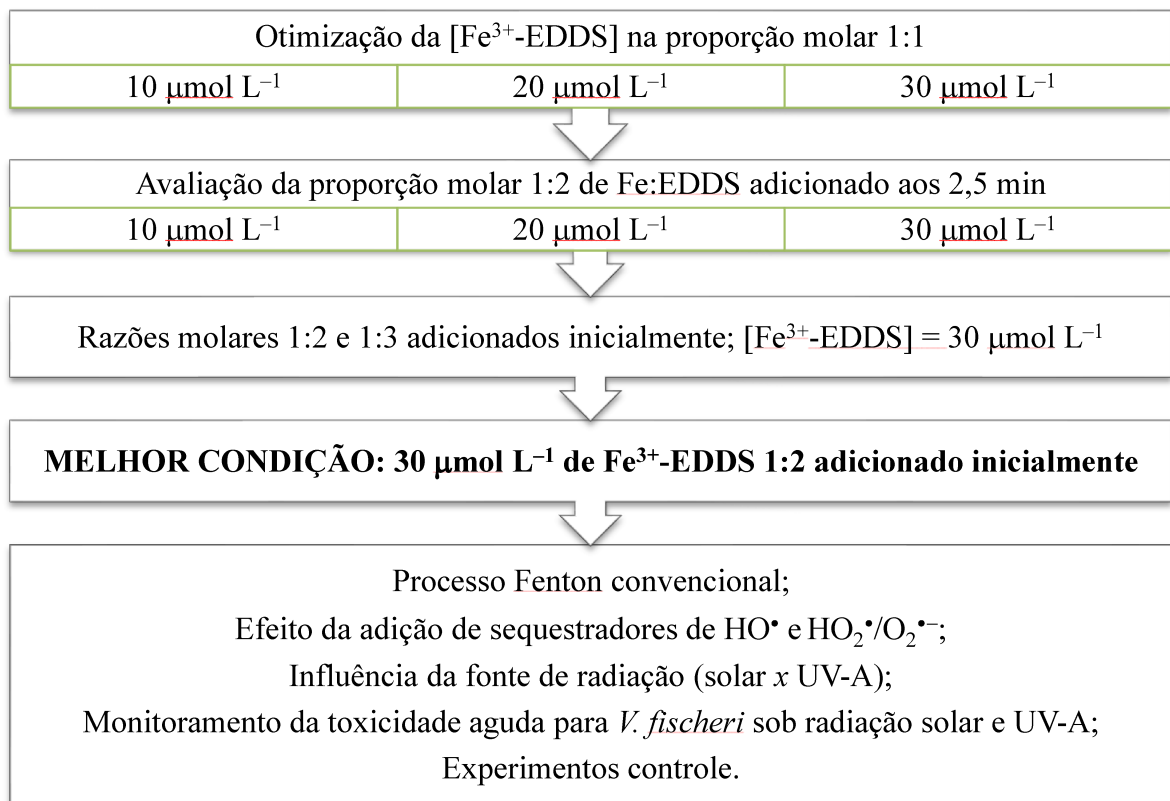 Otimização da [Fe³⁺-EDDS] na proporção molar 1:1
10 µmol L⁻¹ 20 µmol L⁻¹ 30 µmol L⁻¹
Avaliação da proporção molar 1:2 de Fe:EDDS adicionado aos 2,5 min
10 µmol L⁻¹ 20 µmol L⁻¹ 30 µmol L⁻¹
Razões molares 1:2 e 1:3 adicionados inicialmente; [Fe³⁺-EDDS] = 30 µmol L⁻¹
MELHOR CONDIÇÃO: 30 µmol L⁻¹ de Fe³⁺-EDDS 1:2 adicionado inicialmente
Processo Fenton convencional;
Efeito da adição de sequestradores de HO• e HO₂•/O₂•⁻;
Influência da fonte de radiação (solar x UV-A);
Monitoramento da toxicidade aguda para V. fischeri sob radiação solar e UV-A;
Experimentos controle.